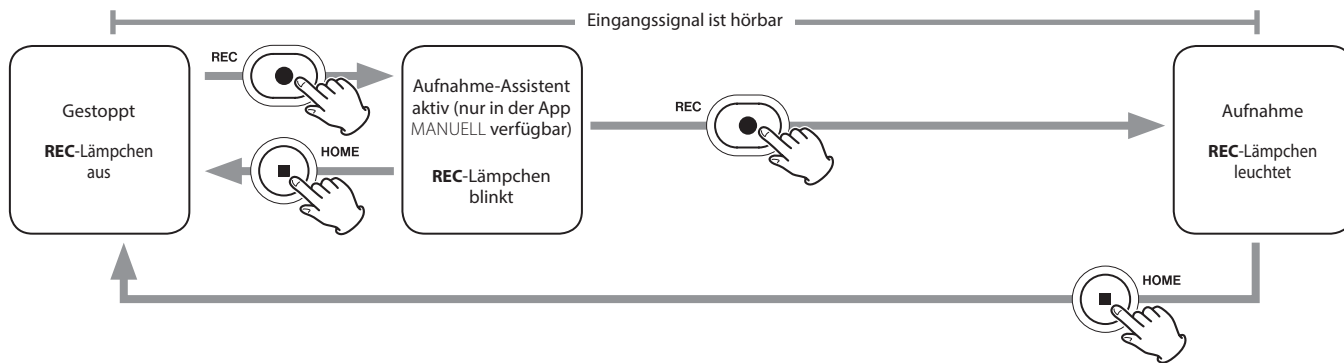 Eingangssignal ist hörbar
Gestoppt
REC-Lämpchen
aus
REC
HOME
Aufnahme-Assistent
aktiv (nur in der App
MANUELL verfügbar)
REC-Lämpchen
blinkt
REC
Aufnahme
REC-Lämpchen
leuchtet
HOME